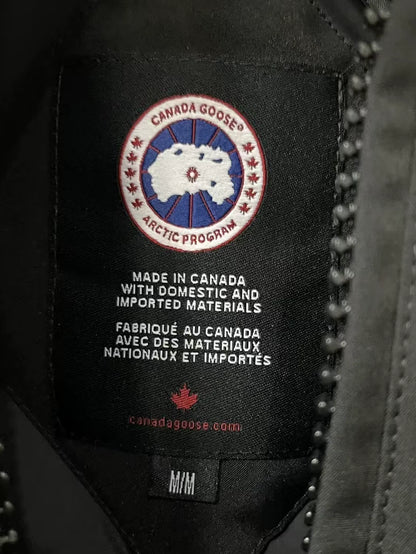 CANADA GOOSE®
ARCTIC PROGRAM
MADE IN CANADA
WITH DOMESTIC AND
IMPORTED MATERIALS
FABRIQUÉ AU CANADA
AVEC DES MATERIAUX
NATIONAUX ET IMPORTÉS
canadagoose.com
M/M